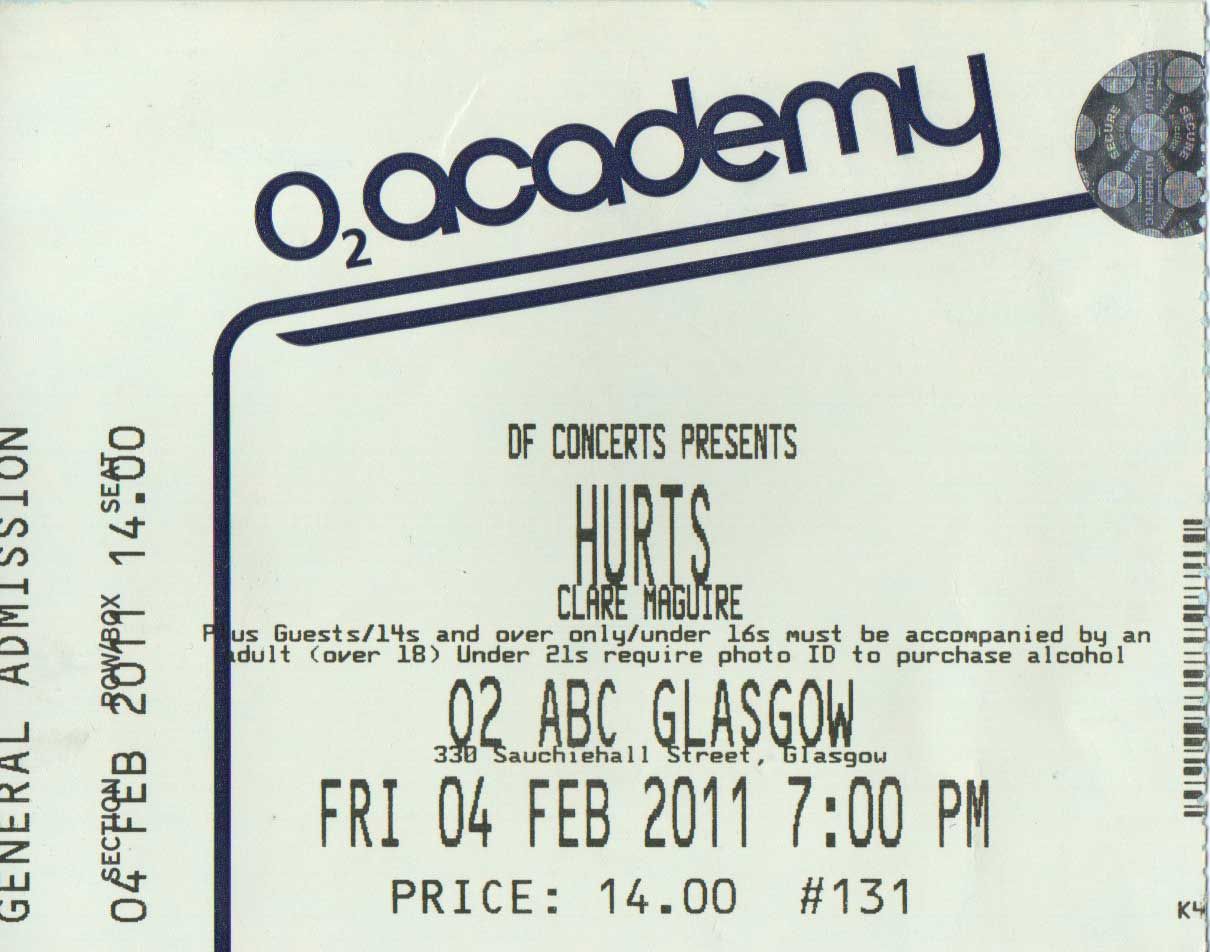 O2 academy
SECURE
AUTHENTIC
SECURE
DF CONCERTS PRESENTS
HURTS
CLARE MAGUIRE
Plus Guests/14s and over only/under 16s must be accompanied by an
adult (over 18) Under 21s require photo ID to purchase alcohol
O2 ABC GLASGOW
330 Sauchiehall Street, Glasgow
FRI 04 FEB 2011 7:00 PM
PRICE: 14.00 #131
GENERAL ADMISSION
SECTION ROW/BOX SEAT
04 FEB 2011 14.00
K4